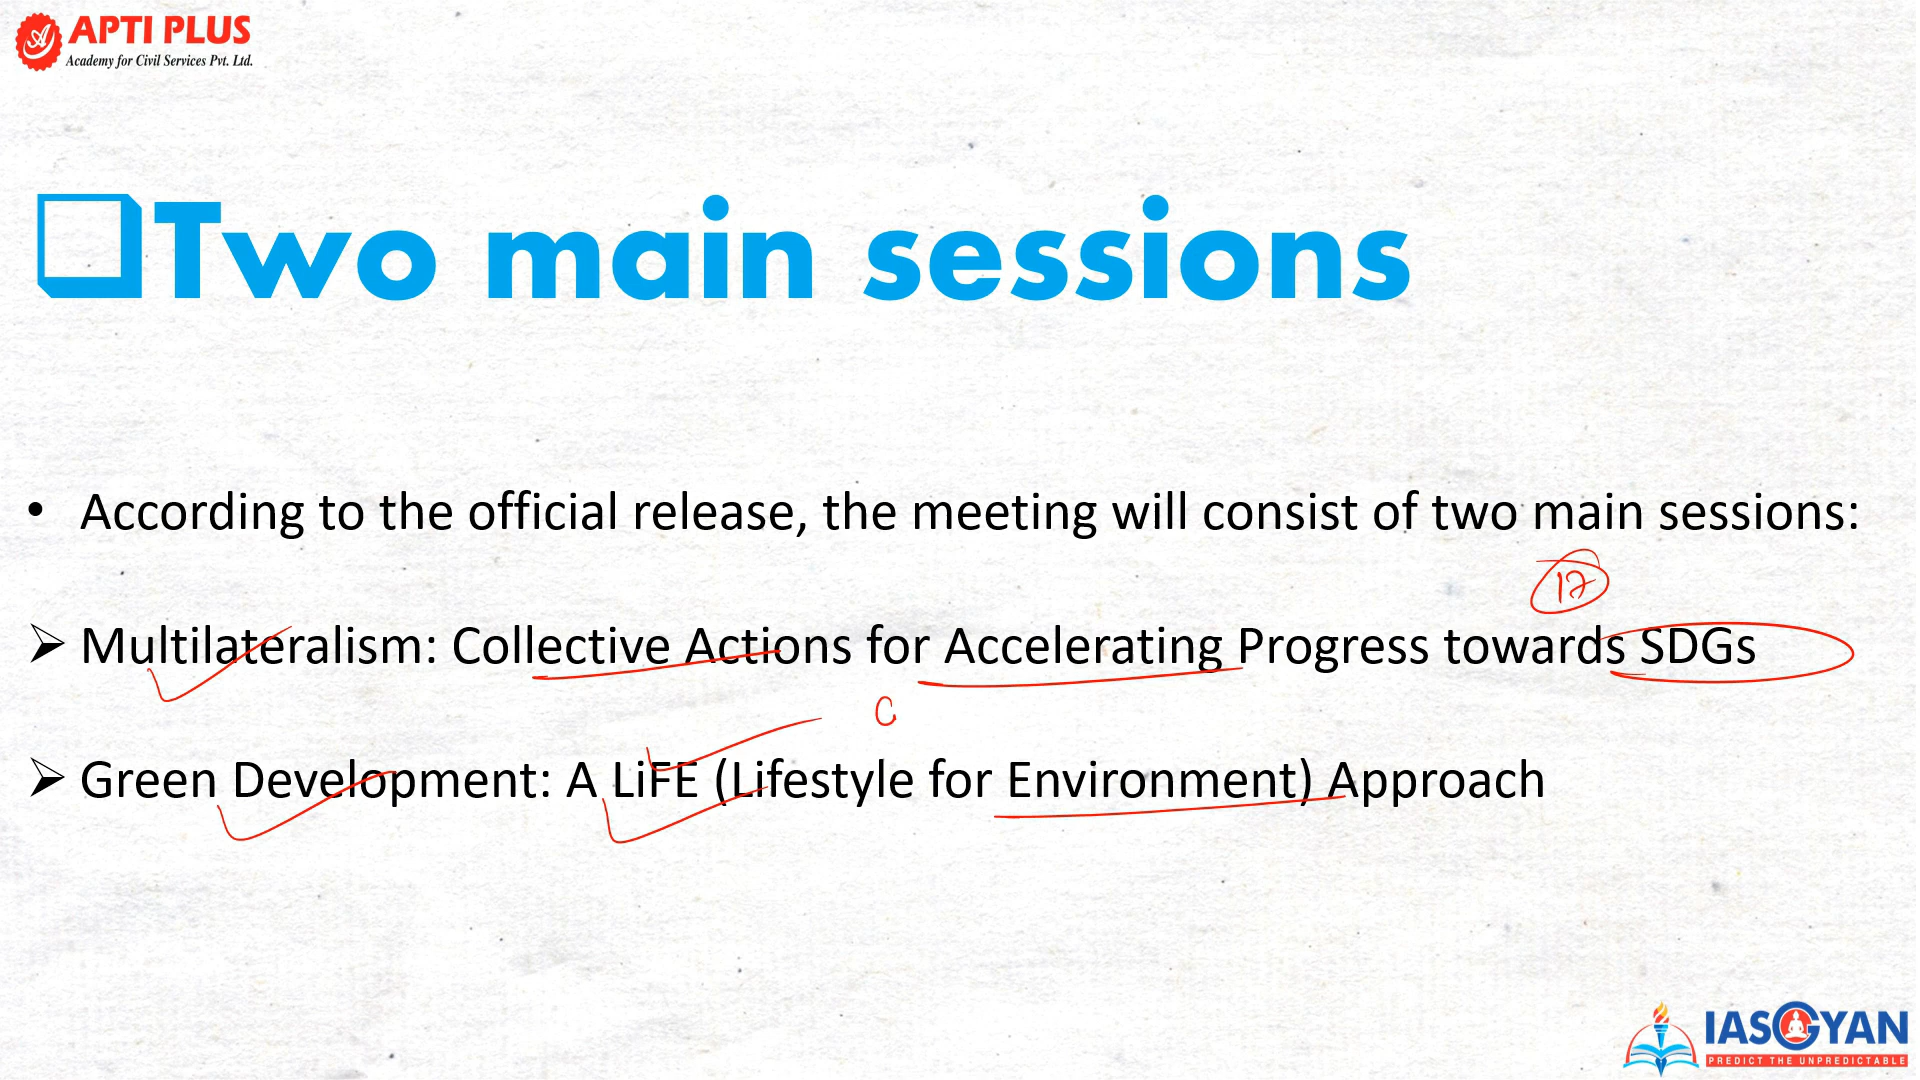 APTI PLUS
Academy for Civil Services Pvt. Ltd.
Two main sessions
• According to the official release, the meeting will consist of two main sessions:
17
➢ Multilateralism: Collective Actions for Accelerating Progress towards SDGs
C
➢ Green Development: A LiFE (Lifestyle for Environment) Approach
IASGYAN
PREDICT THE UNPREDICTABLE